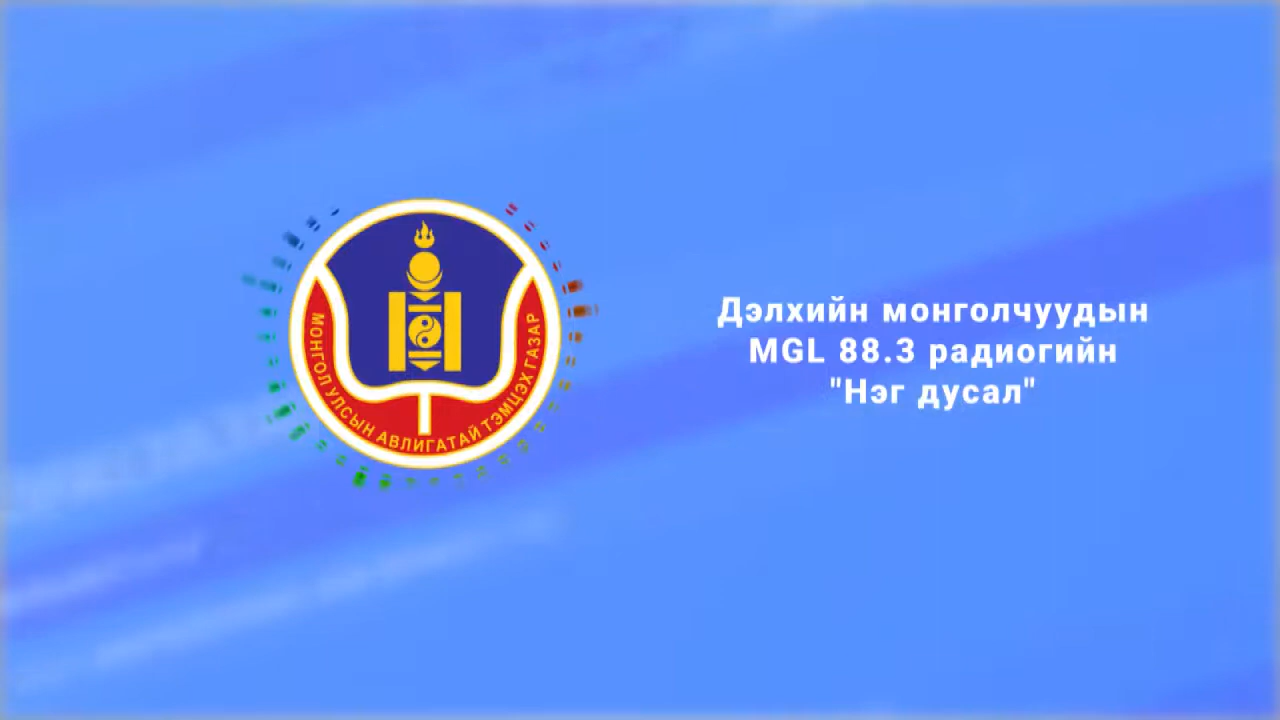 МОНГОЛ УЛСЫН АВЛИГАТАЙ ТЭМЦЭХ ГАЗАР
Дэлхийн монголчуудын
MGL 88.3 радиогийн
"Нэг дусал"